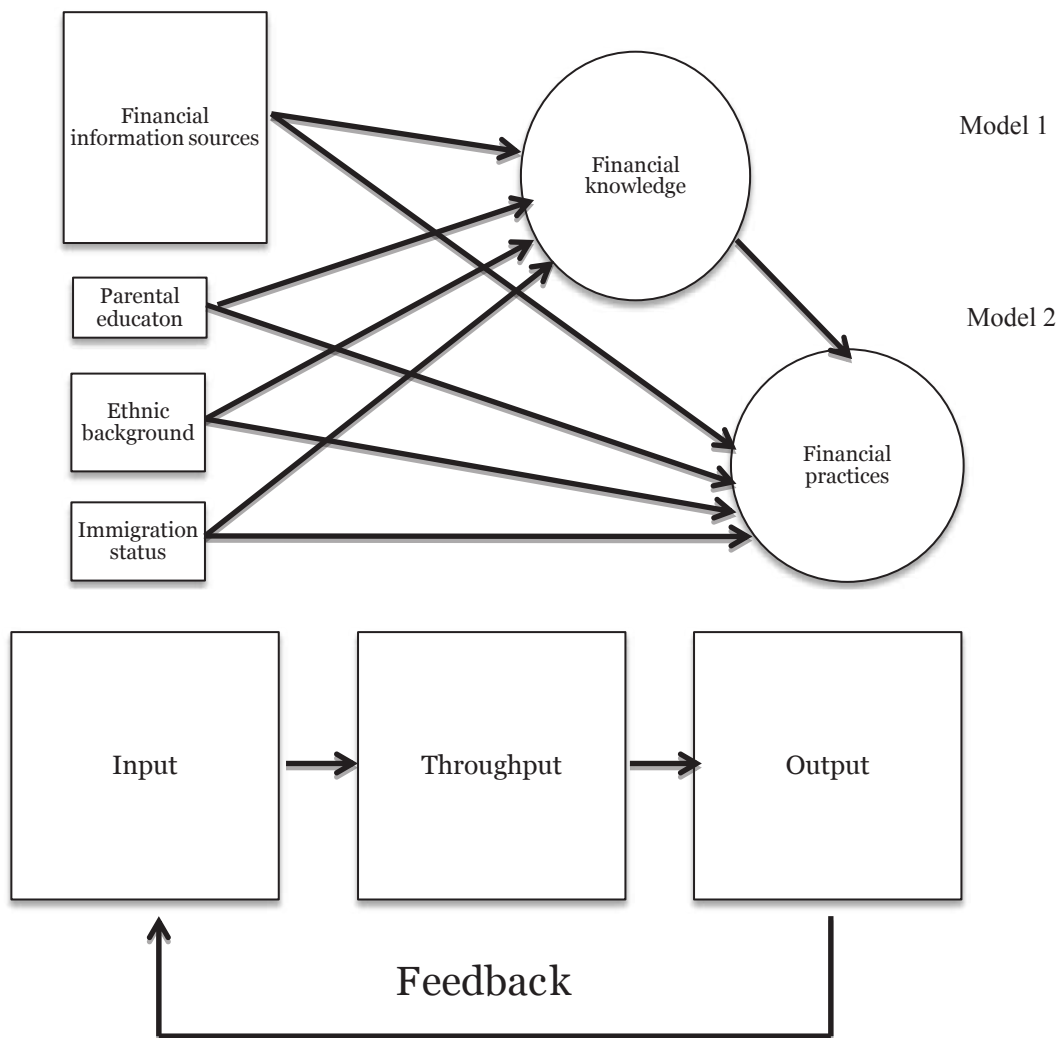 Financial
information sources
Financial
knowledge
Model 1
Parental
educaton
Model 2
Ethnic
background
Financial
practices
Immigration
status
Input
Throughput
Output
Feedback